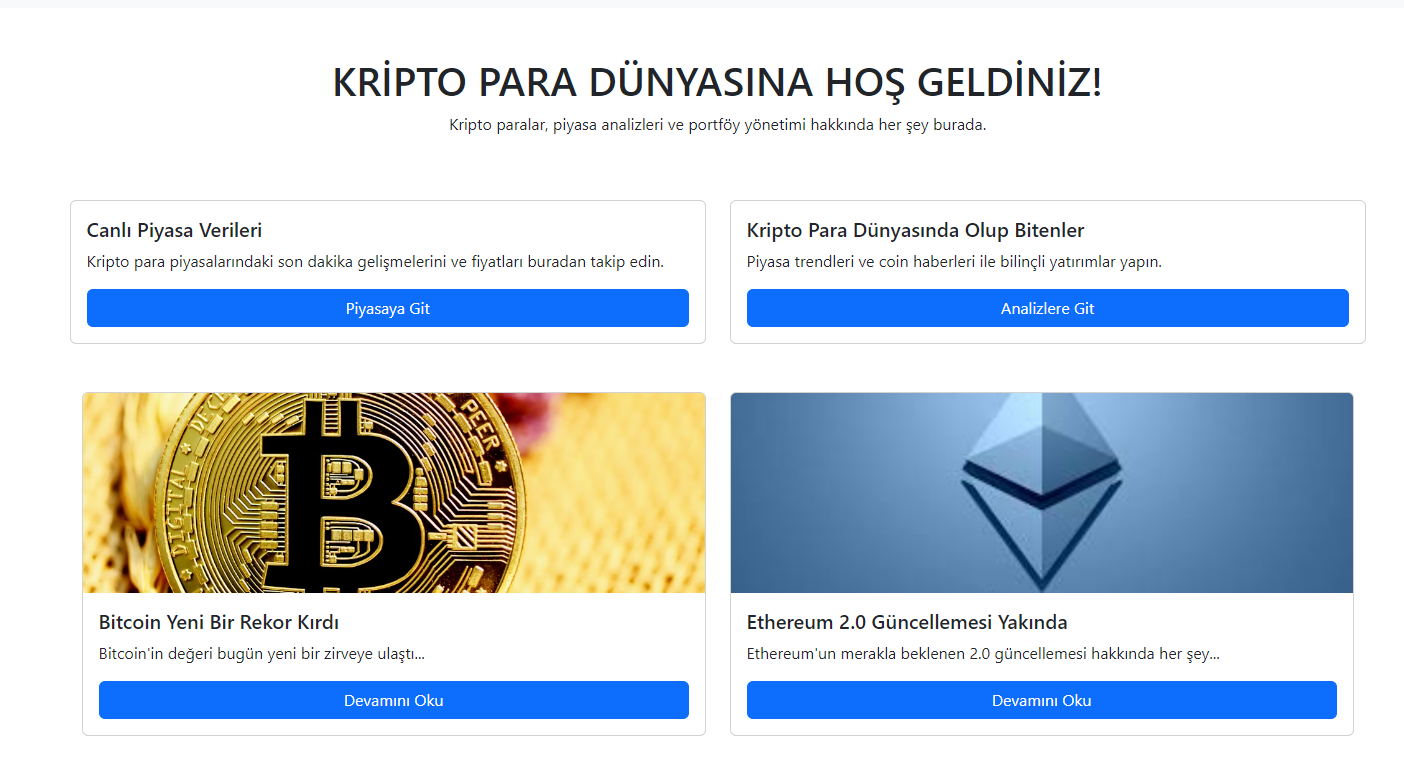 KRİPTO PARA DÜNYASINA HOŞ GELDİNİZ!
Kripto paralar, piyasa analizleri ve portföy yönetimi hakkında her şey burada.
Canlı Piyasa Verileri
Kripto para piyasalarındaki son dakika gelişmelerini ve fiyatları buradan takip edin.
Piyasaya Git
Kripto Para Dünyasında Olup Bitenler
Piyasa trendleri ve coin haberleri ile bilinçli yatırımlar yapın.
Analizlere Git
DIGITAL
DECE
PEER
Bitcoin Yeni Bir Rekor Kırdı
Bitcoin'in değeri bugün yeni bir zirveye ulaştı...
Devamını Oku
Ethereum 2.0 Güncellemesi Yakında
Ethereum'un merakla beklenen 2.0 güncellemesi hakkında her şey...
Devamını Oku